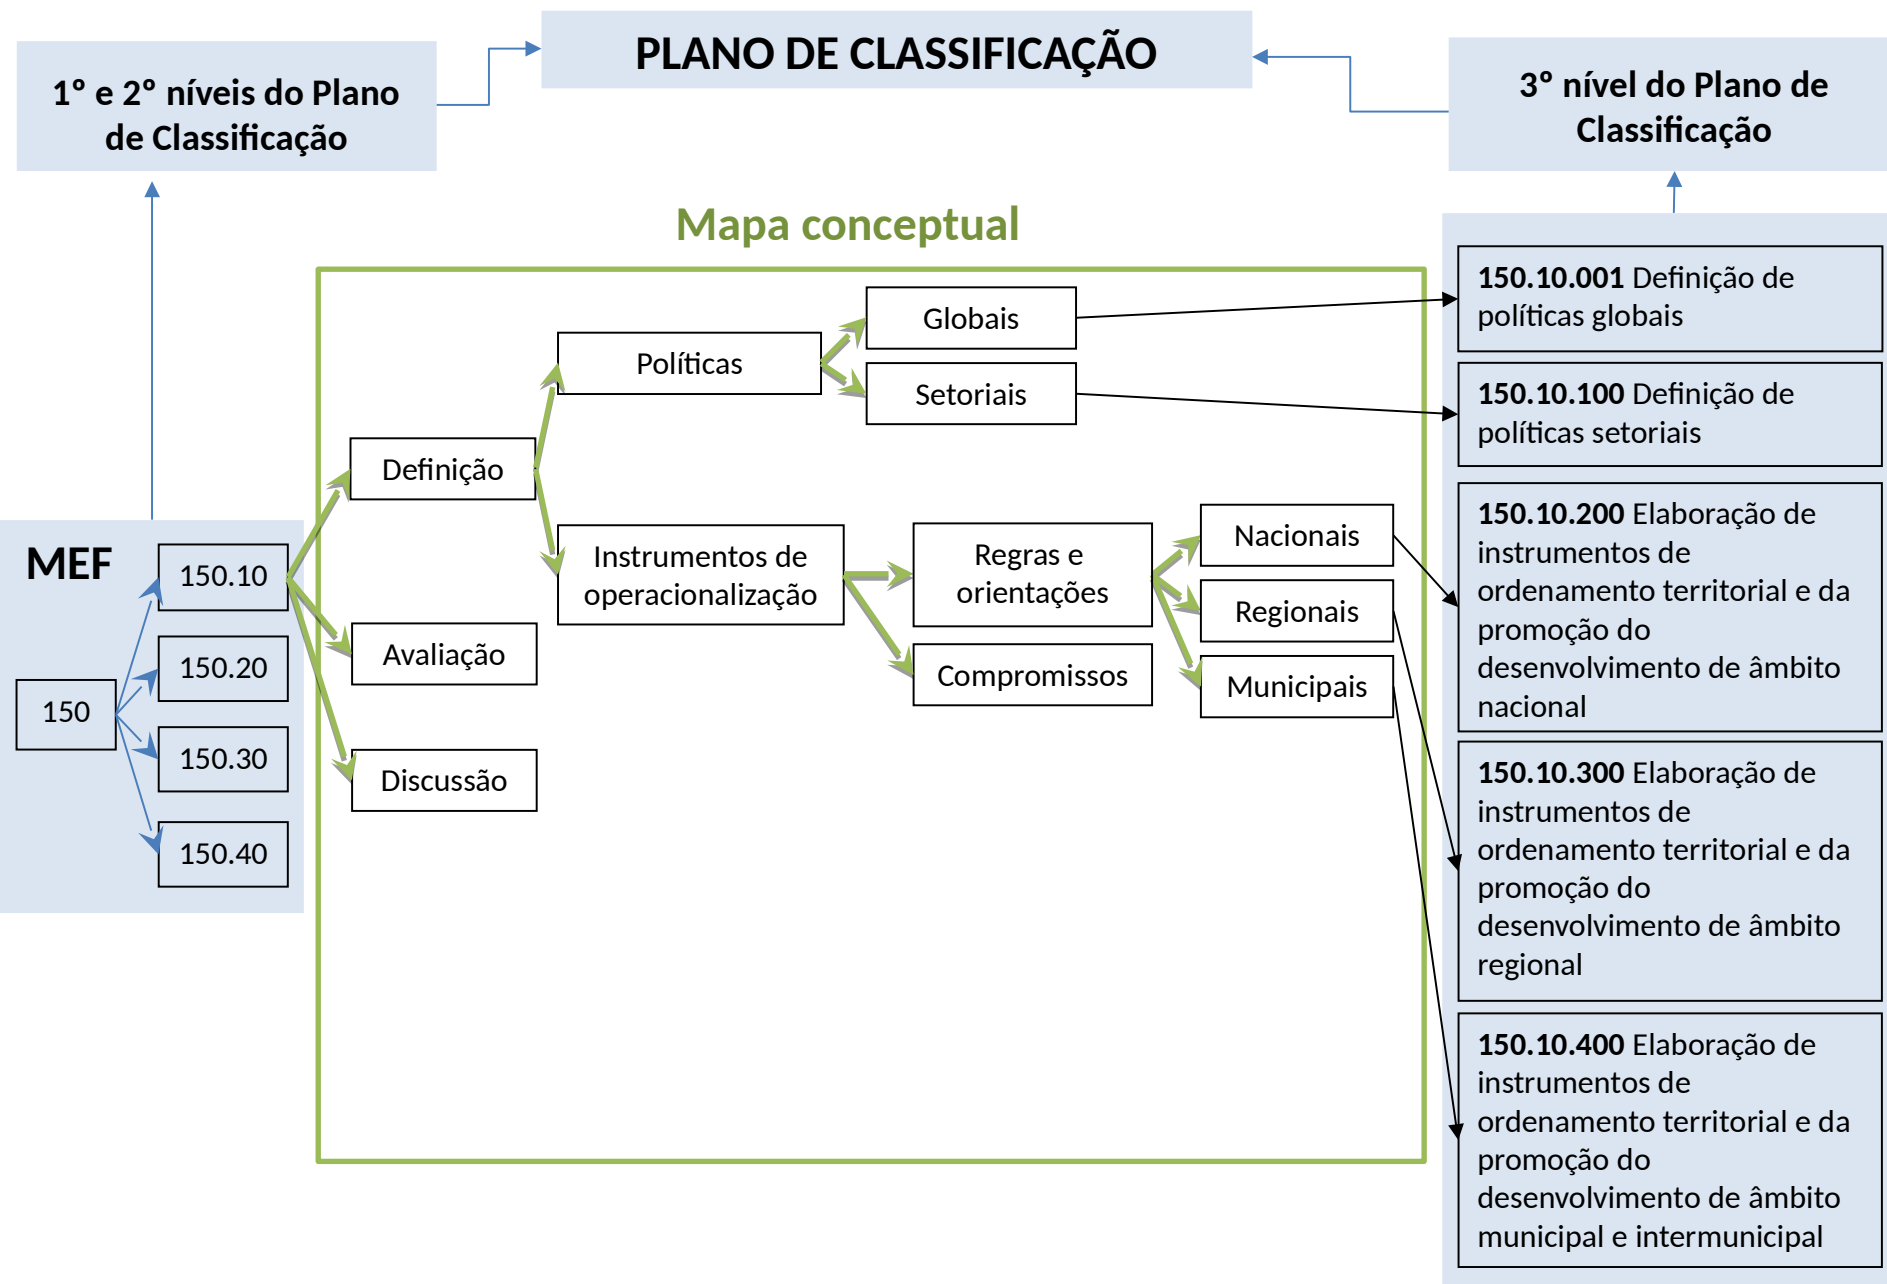 PLANO DE CLASSIFICAÇÃO
1º e 2º níveis do Plano
de Classificação
3º nível do Plano de
Classificação
Mapa conceptual
MEF
150
150.10
150.20
150.30
150.40
Definição
Avaliação
Discussão
Políticas
Instrumentos de
operacionalização
Globais
Setoriais
Regras e
orientações
Compromissos
Nacionais
Regionais
Municipais
150.10.001 Definição de
políticas globais
150.10.100 Definição de
políticas setoriais
150.10.200 Elaboração de
instrumentos de
ordenamento territorial e da
promoção do
desenvolvimento de âmbito
nacional
150.10.300 Elaboração de
instrumentos de
ordenamento territorial e da
promoção do
desenvolvimento de âmbito
regional
150.10.400 Elaboração de
instrumentos de
ordenamento territorial e da
promoção do
desenvolvimento de âmbito
municipal e intermunicipal